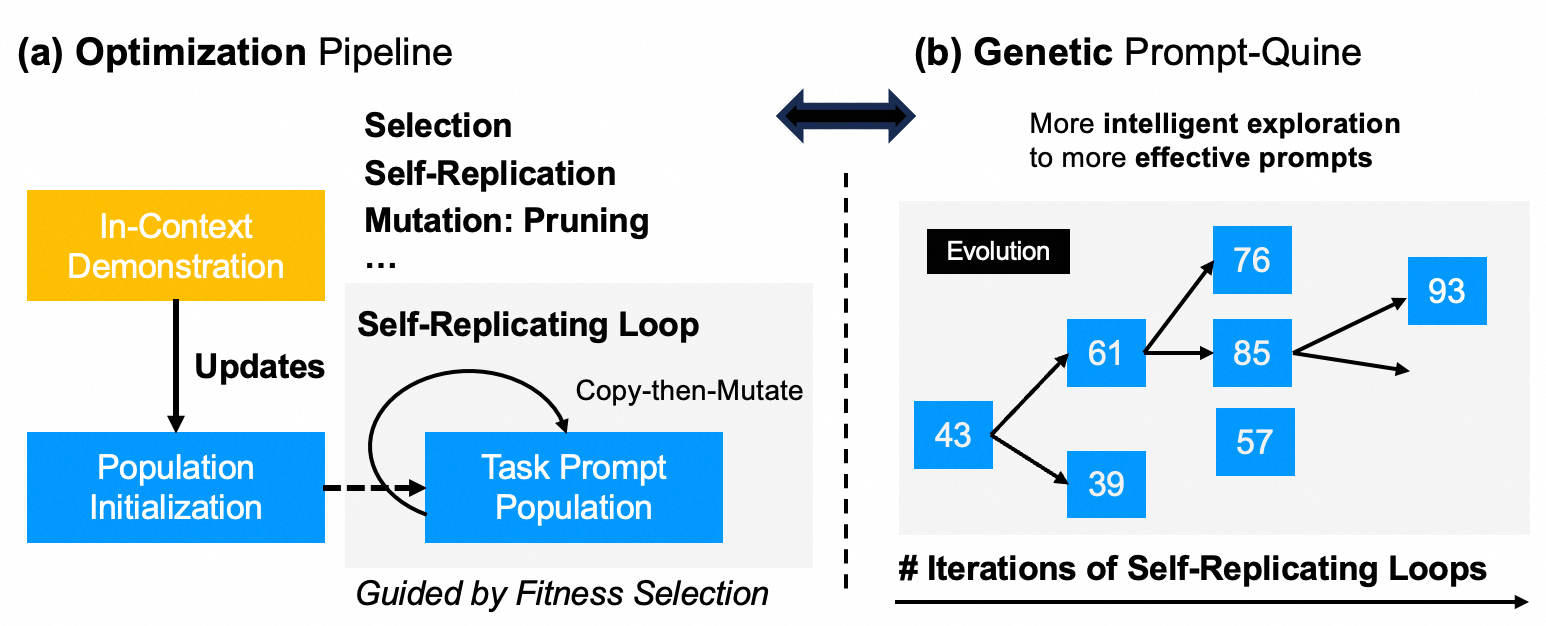 (a) Optimization Pipeline
Selection
Self-Replication
Mutation: Pruning
...
In-Context
Demonstration
Updates
Self-Replicating Loop
Copy-then-Mutate
Population
Initialization
Task Prompt
Population
Guided by Fitness Selection
(b) Genetic Prompt-Quine
More intelligent exploration
to more effective prompts
Evolution
76
93
61
85
43
57
39
# Iterations of Self-Replicating Loops